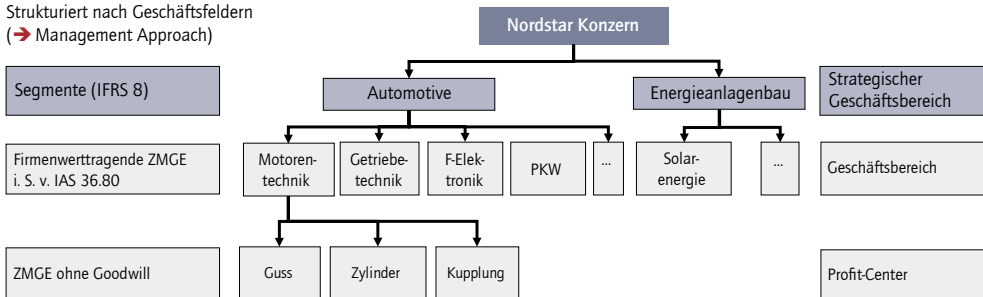 Strukturiert nach Geschäftsfeldern
(➔ Management Approach)
Nordstar Konzern
Segmente (IFRS 8)
Automotive
Energieanlagenbau
Strategischer
Geschäftsbereich
Firmenwerttragende ZMGE
i. S. v. IAS 36.80
Motoren-
technik
Getriebe-
technik
F-Elek-
tronik
PKW
...
Solar-
energie
...
Geschäftsbereich
ZMGE ohne Goodwill
Guss
Zylinder
Kupplung
Profit-Center